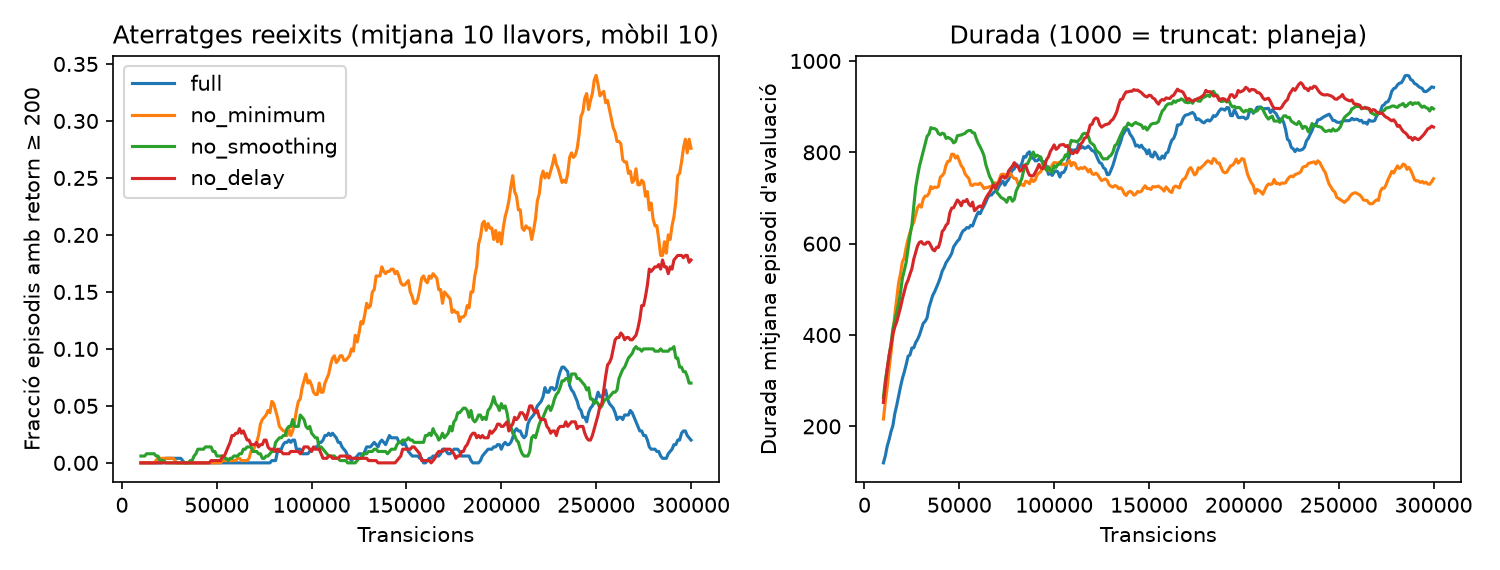 Aterratges reeixits (mitjana 10 llavors, mòbil 10)
Fracció episodis amb retorn ≥ 200
0.35
0.30
0.25
0.20
0.15
0.10
0.05
0.00
full
no_minimum
no_smoothing
no_delay
0 50000 100000 150000 200000 250000 300000
Transicions
Durada (1000 = truncat: planeja)
Durada mitjana episodi d'avaluació
1000
800
600
400
200
0 50000 100000 150000 200000 250000 300000
Transicions